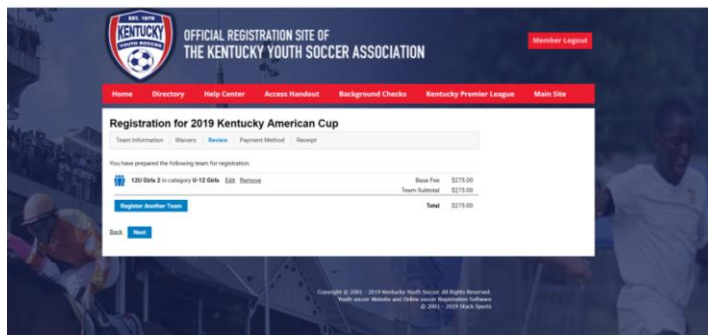 EST. 1979
KENTUCKY
YOUTH SOCCER
OFFICIAL REGISTRATION SITE OF
THE KENTUCKY YOUTH SOCCER ASSOCIATION
Member Logout
Home Directory Help Center Access Handout Background Checks Kentucky Premier League Main Site
Registration for 2019 Kentucky American Cup
Team Information Waivers Review Payment Method Receipt
You have prepared the following team for registration.
12U Girls 2 in category U-12 Girls Edit Remove Base Fee $275.00
Team Subtotal $275.00
Register Another Team Total $275.00
Back Next
Copyright © 2001 - 2019 Kentucky Youth Soccer. All Rights Reserved.
Youth soccer Website and Online soccer Registration Software
© 2001 - 2019 Stack Sports